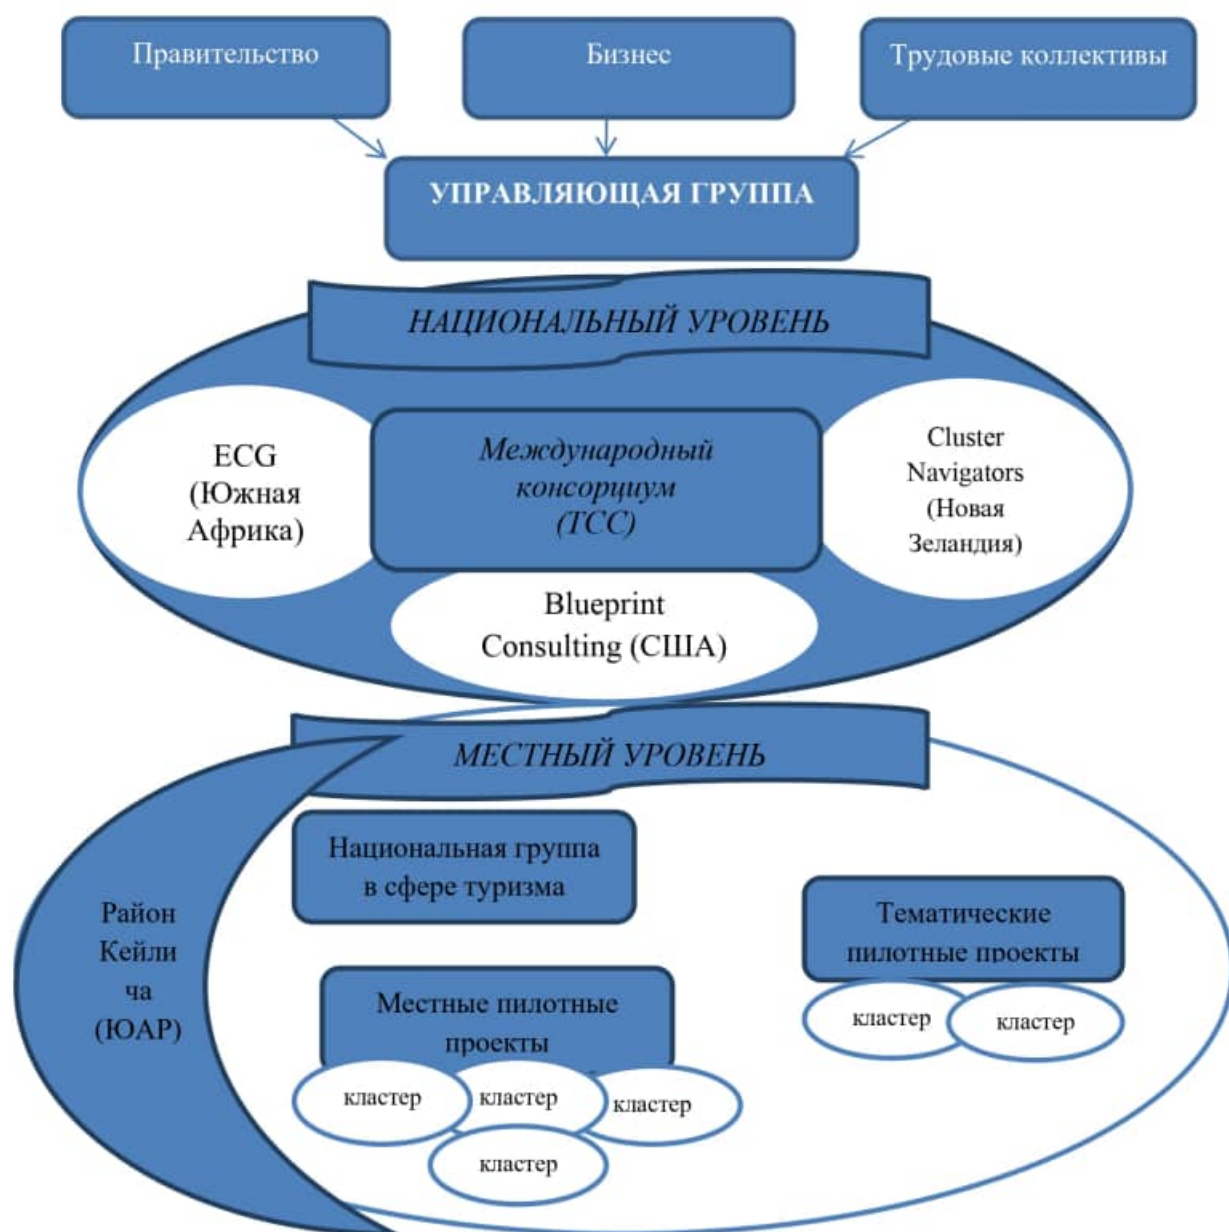 Правительство
Бизнес
Трудовые коллективы
УПРАВЛЯЮЩАЯ ГРУППА
НАЦИОНАЛЬНЫЙ УРОВЕНЬ
ECG
(Южная
Африка)
Международный
консорциум
(ТСС)
Cluster
Navigators
(Новая
Зеландия)
Blueprint
Consulting (США)
МЕСТНЫЙ УРОВЕНЬ
Национальная группа
в сфере туризма
Район
Кейли
ча
(ЮАР)
Тематические
пилотные проекты
кластер
кластер
Местные пилотные
проекты
кластер
кластер
кластер
кластер